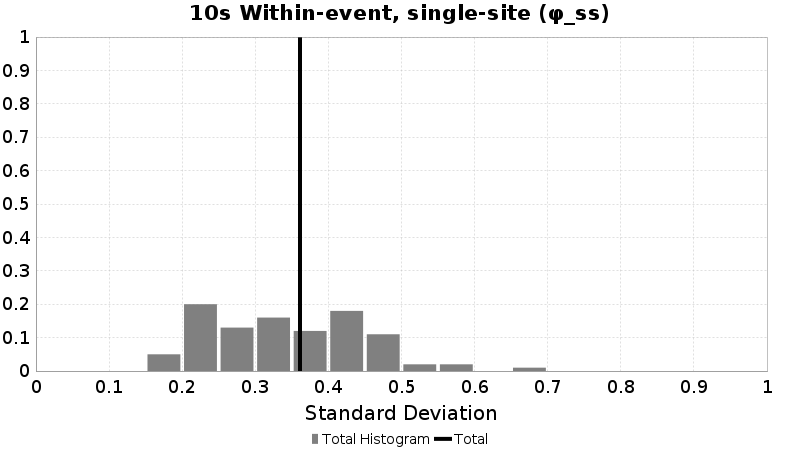 10s Within-event, single-site (φ_ss)
1
0.9
0.8
0.7
0.6
0.5
0.4
0.3
0.2
0.1
0
0 0.1 0.2 0.3 0.4 0.5 0.6 0.7 0.8 0.9 1
Standard Deviation
Total Histogram Total